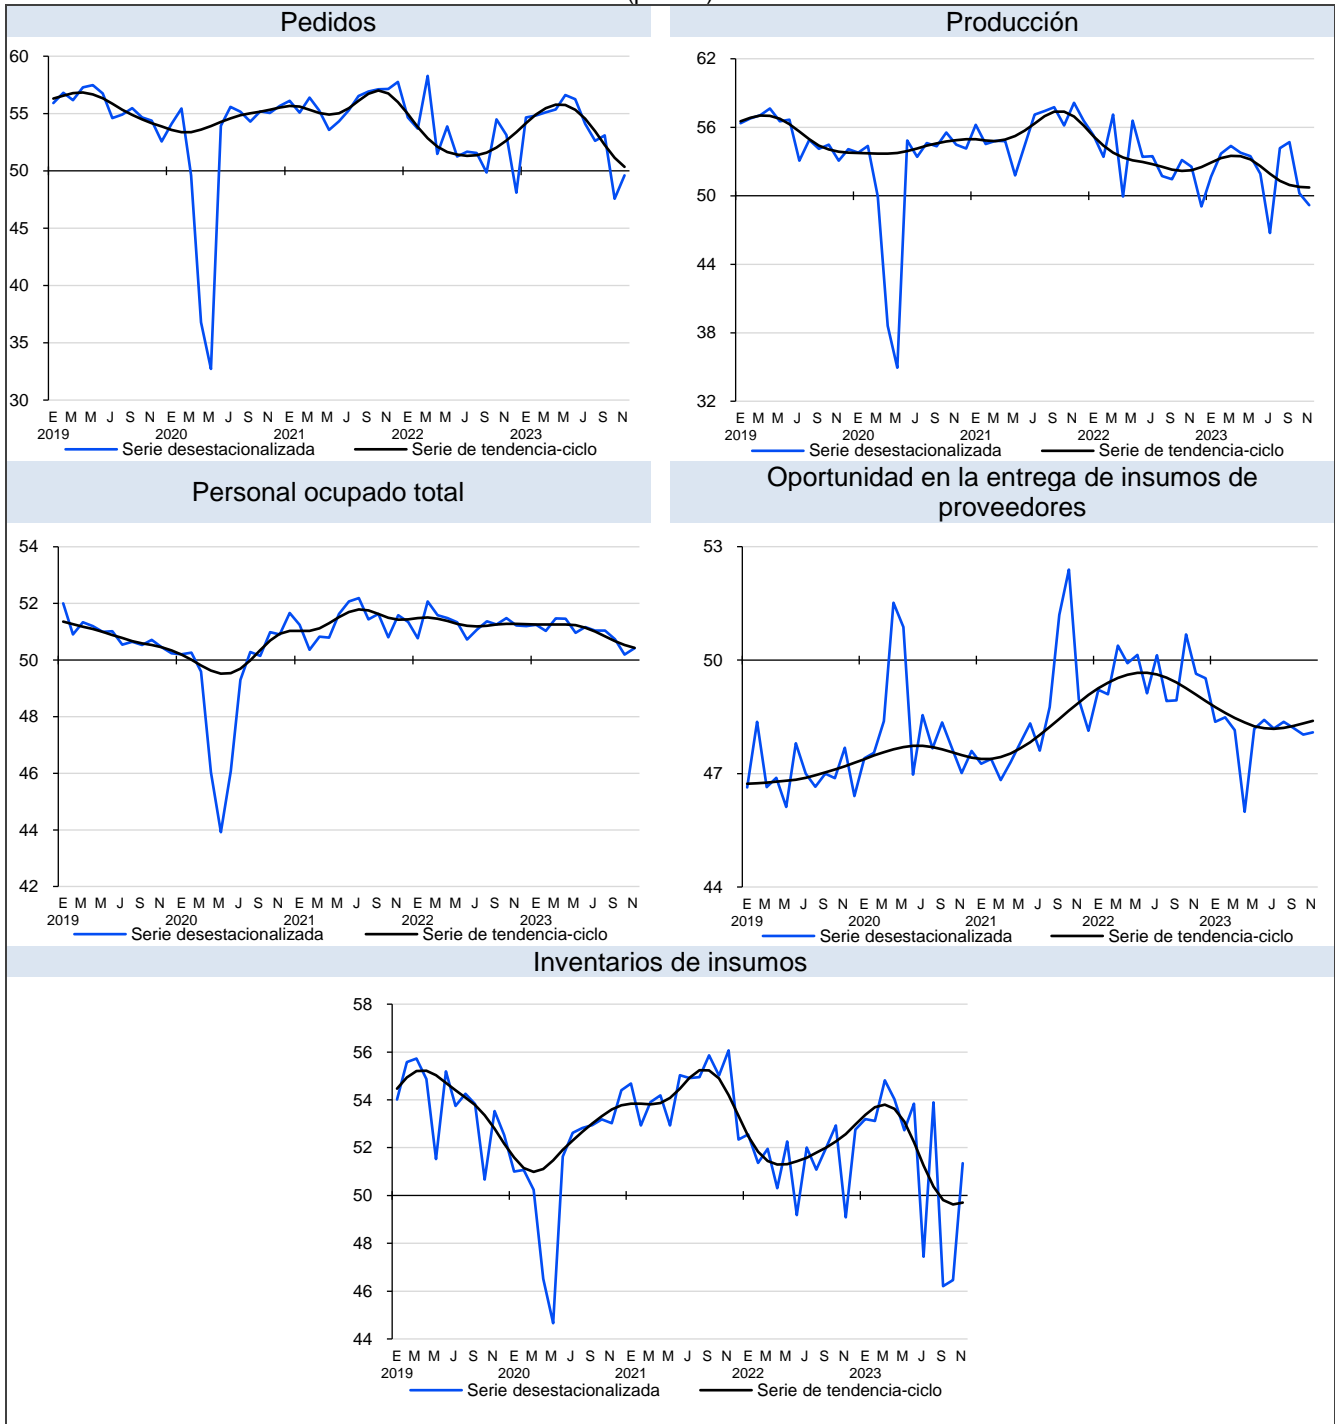 Pedidos
60
55
50
45
40
35
30
E M M J S N E M M J S N E M M J S N E M M J S N E M M J S N
2019 2020 2021 2022 2023
Serie desestacionalizada Serie de tendencia-ciclo
Producción
62
56
50
44
38
32
E M M J S N E M M J S N E M M J S N E M M J S N E M M J S N
2019 2020 2021 2022 2023
Serie desestacionalizada Serie de tendencia-ciclo
Personal ocupado total
54
52
50
48
46
44
42
E M M J S N E M M J S N E M M J S N E M M J S N E M M J S N
2019 2020 2021 2022 2023
Serie desestacionalizada Serie de tendencia-ciclo
Oportunidad en la entrega de insumos de
proveedores
53
50
47
44
E M M J S N E M M J S N E M M J S N E M M J S N E M M J S N
2019 2020 2021 2022 2023
Serie desestacionalizada Serie de tendencia-ciclo
Inventarios de insumos
58
56
54
52
50
48
46
44
E M M J S N E M M J S N E M M J S N E M M J S N E M M J S N
2019 2020 2021 2022 2023
Serie desestacionalizada Serie de tendencia-ciclo